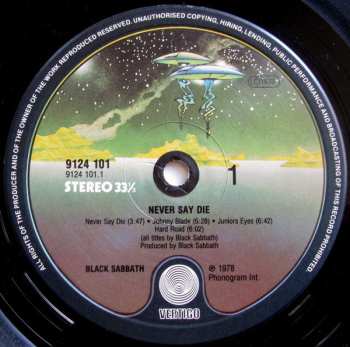 ALL RIGHTS OF THE PRODUCER AND OF THE OWNER OF THE WORK REPRODUCED RESERVED. UNAUTHORISED COPYING, HIRING, LENDING, PUBLIC PERFORMANCE AND BROADCASTING OF THIS RECORD PROHIBITED.
9124 101
9124 101.1
STEREO 33⅓
1
NEVER SAY DIE
Never Say Die (3:47) • Johnny Blade (6:28) • Juniors Eyes (6:42)
Hard Road (6:02)
(all titles by Black Sabbath)
Produced by Black Sabbath
BLACK SABBATH
℗ 1978
Phonogram Int.
VERTIGO